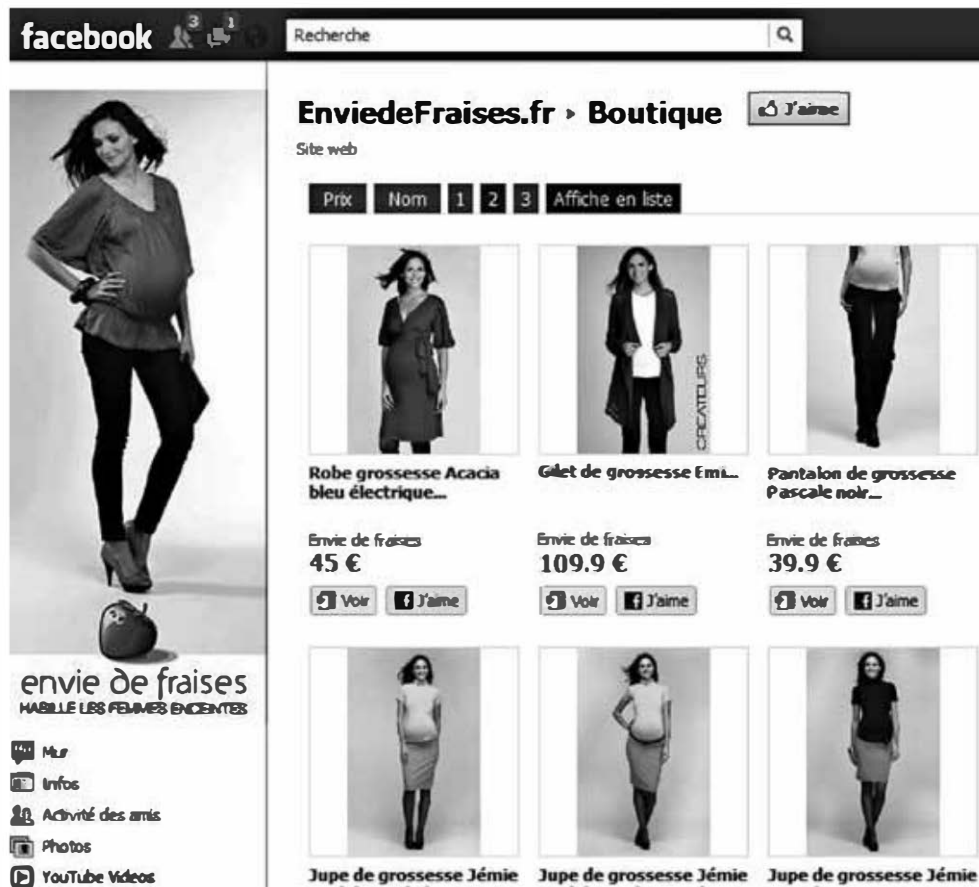 facebook 3 1
Recherche
EnviedeFraises.fr ▸ Boutique J'aime
Site web
Prix Nom 1 2 3 Affiche en liste
CREATEURS
Robe grossesse Acacia
bleu électrique...
Envie de fraises
45 €
Voir J'aime
Gilet de grossesse Emi...
Envie de fraises
109.9 €
Voir J'aime
Pantalon de grossesse
Pascale noir...
Envie de fraises
39.9 €
Voir J'aime
envie de fraises
HABILLE LES FEMMES ENCEINTES
Mur
Infos
Activité des amis
Photos
YouTube Videos
Jupe de grossesse Jémie
Jupe de grossesse Jémie
Jupe de grossesse Jémie